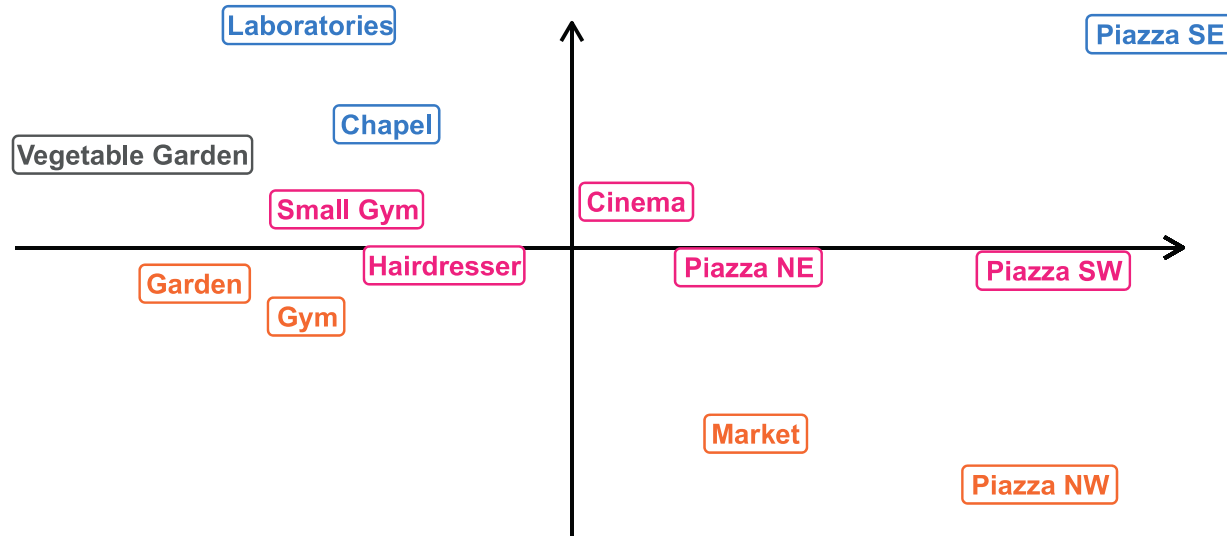 Laboratories
Piazza SE
Chapel
Vegetable Garden
Small Gym
Cinema
Hairdresser
Piazza NE
Piazza SW
Garden
Gym
Market
Piazza NW